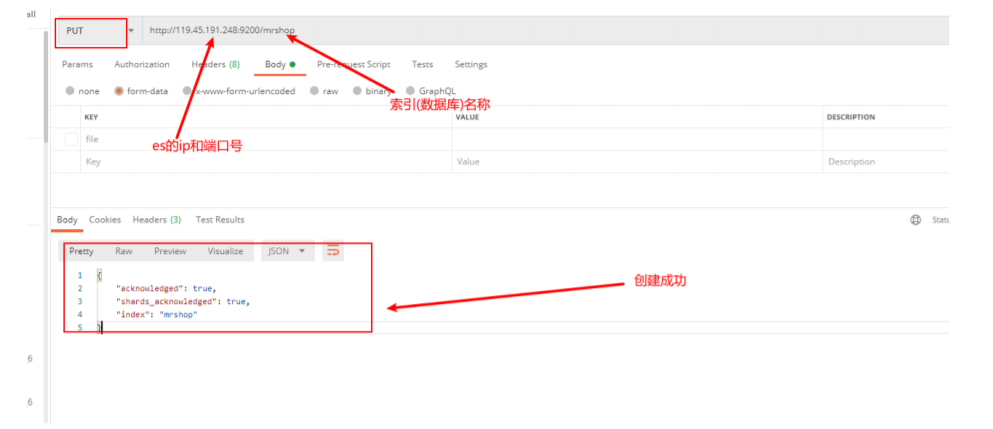 all
PUT http://119.45.191.248:9200/mrshop
Params Authorization Headers (8) Body Pre-request Script Tests Settings
none form-data x-www-form-urlencoded raw binary GraphQL
索引(数据库)名称
KEY VALUE DESCRIPTION
file
es的ip和端口号
Key Value Description
Body Cookies Headers (3) Test Results
Pretty Raw Preview Visualize JSON
1 {
2 "acknowledged": true,
3 "shards_acknowledged": true,
4 "index": "mrshop"
5 }
创建成功